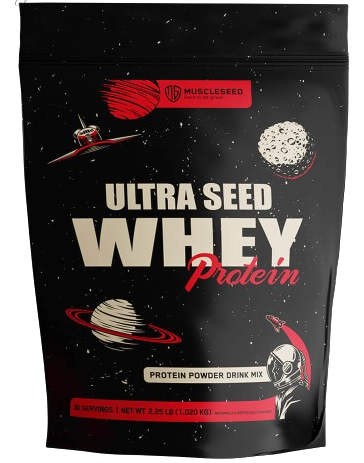 MUSCLESEED
ULTRA SEED
WHEY
Protein
PROTEIN POWDER DRINK MIX
30 SERVINGS | NET WT 2.25 LB (1,020 KG)